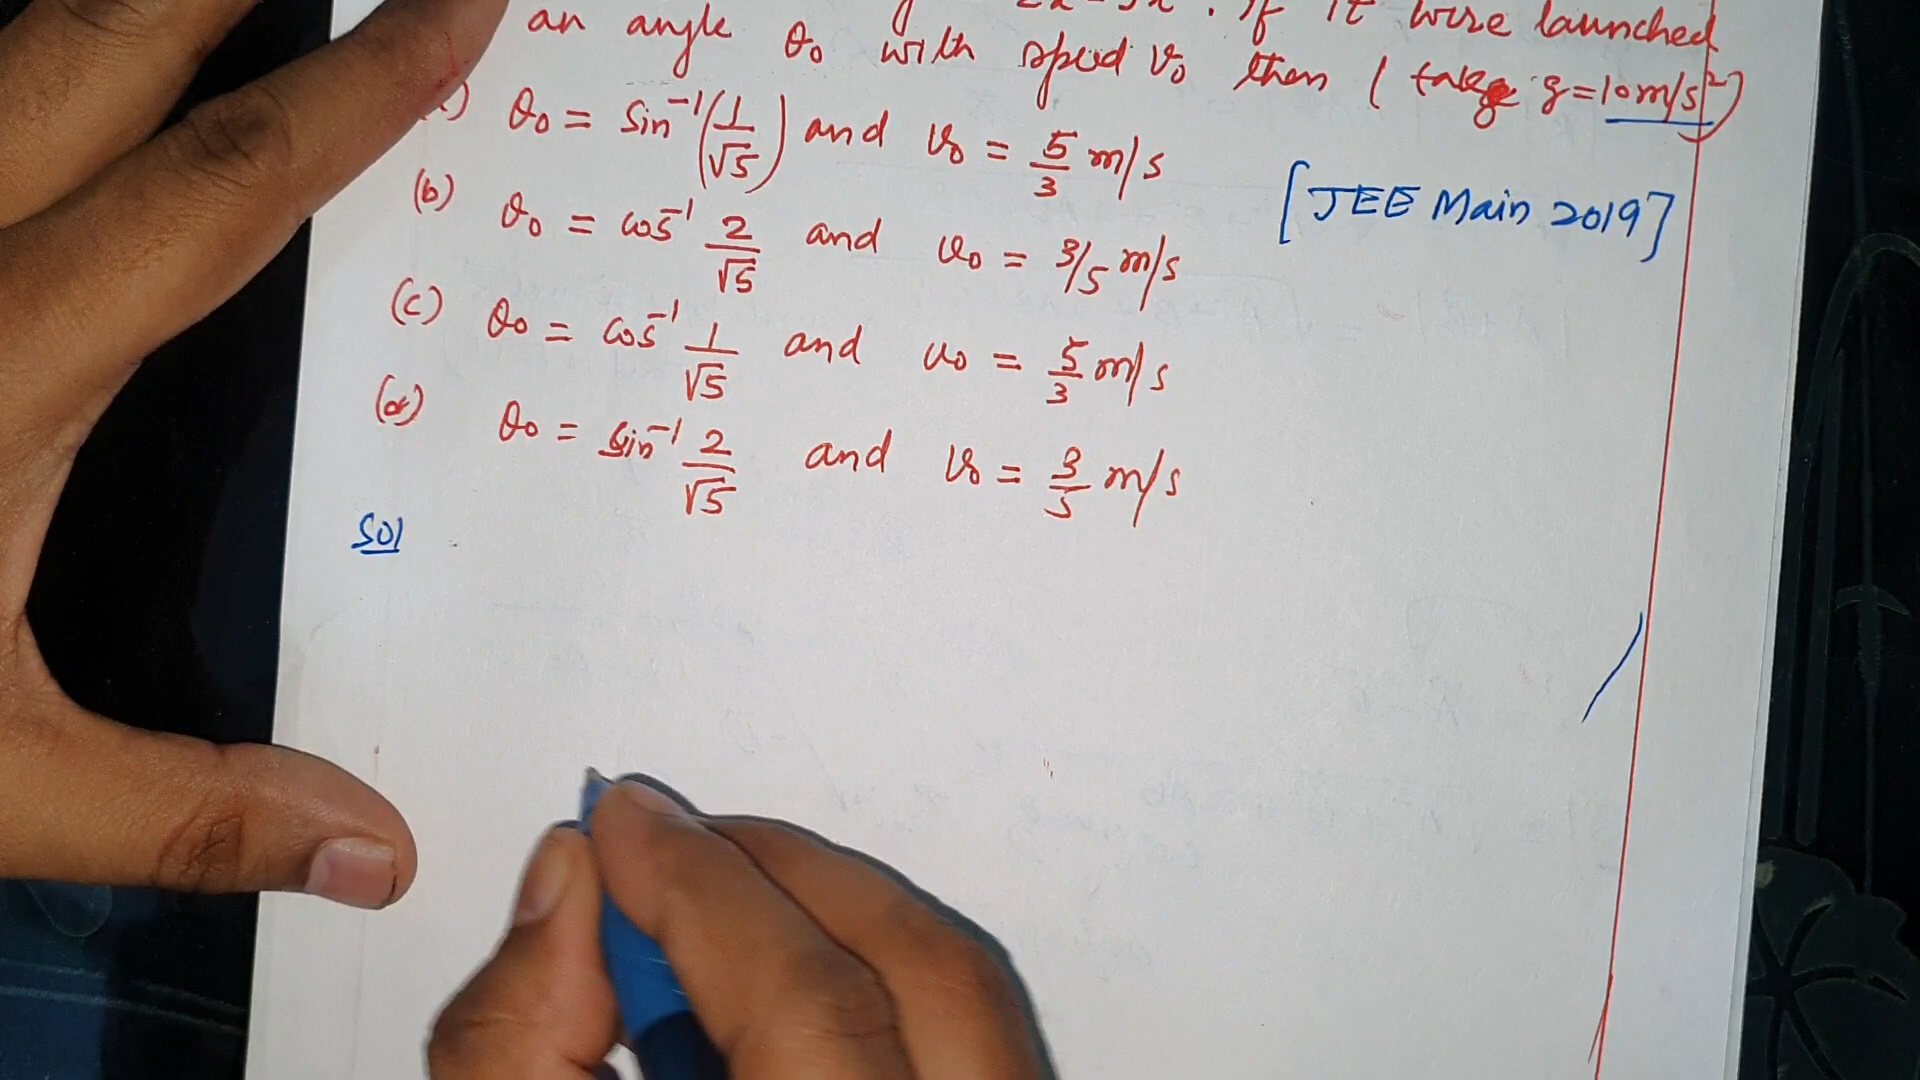 an angle θ₀ with speed v₀ then ( take g = 10 m/s²)
θ₀ = Sin⁻¹(1/√5) and v₀ = 5/3 m/s
(b) θ₀ = cos⁻¹ 2/√5 and v₀ = 3/5 m/s
[JEE Main 2019]
(c) θ₀ = cos⁻¹ 1/√5 and v₀ = 5/3 m/s
(d) θ₀ = sin⁻¹ 2/√5 and v₀ = 3/5 m/s
Sol